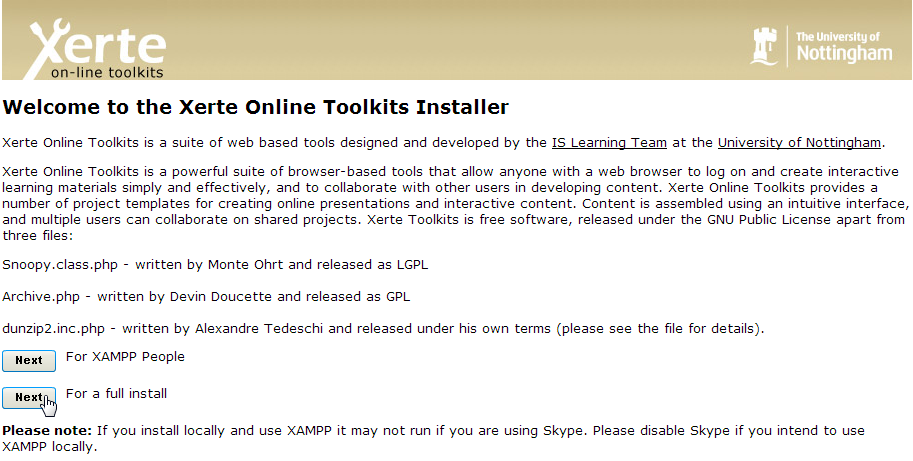 Xerte
on-line toolkits
The University of
Nottingham
Welcome to the Xerte Online Toolkits Installer
Xerte Online Toolkits is a suite of web based tools designed and developed by the IS Learning Team at the University of Nottingham.
Xerte Online Toolkits is a powerful suite of browser-based tools that allow anyone with a web browser to log on and create interactive
learning materials simply and effectively, and to collaborate with other users in developing content. Xerte Online Toolkits provides a
number of project templates for creating online presentations and interactive content. Content is assembled using an intuitive interface,
and multiple users can collaborate on shared projects. Xerte Toolkits is free software, released under the GNU Public License apart from
three files:
Snoopy.class.php - written by Monte Ohrt and released as LGPL
Archive.php - written by Devin Doucette and released as GPL
dunzip2.inc.php - written by Alexandre Tedeschi and released under his own terms (please see the file for details).
Next For XAMPP People
Next For a full install
Please note: If you install locally and use XAMPP it may not run if you are using Skype. Please disable Skype if you intend to use
XAMPP locally.